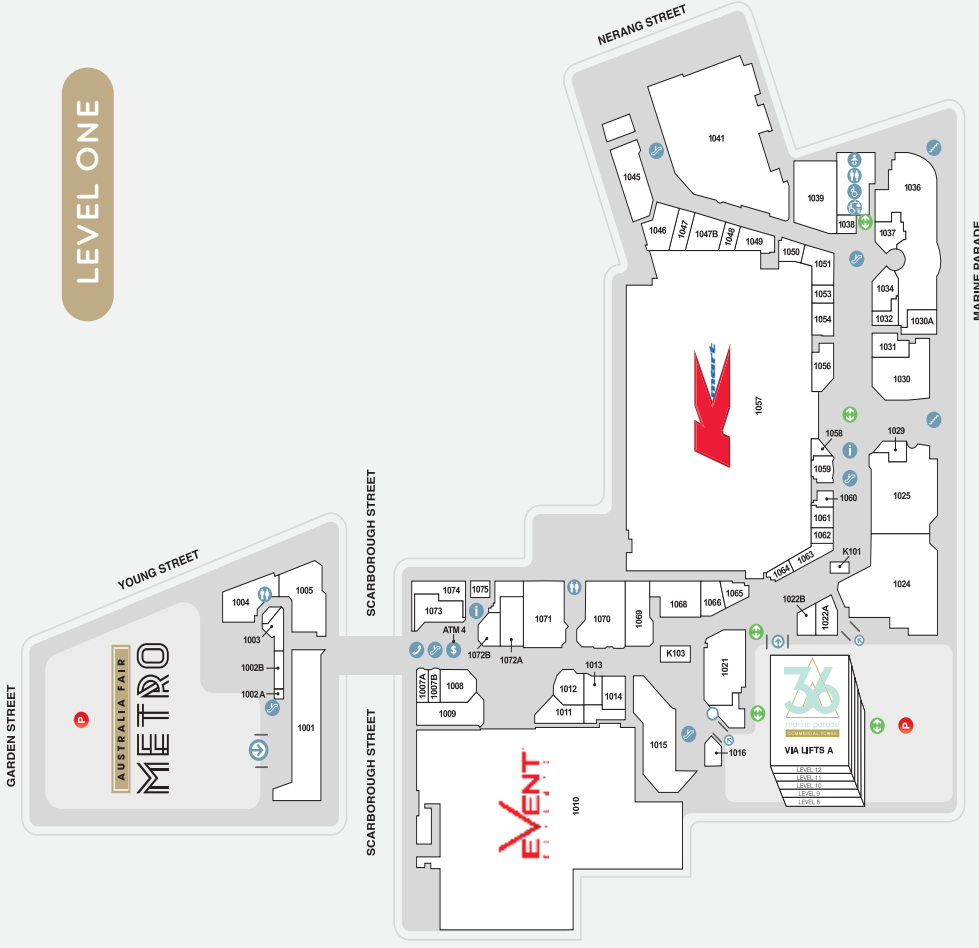 LEVEL ONE
NERANG STREET
MARINE PARADE
YOUNG STREET
SCARBOROUGH STREET
SCARBOROUGH STREET
GARDEN STREET
AUSTRALIA FAIR
METRO
P
1041
1045
1046
1047
1047B
1048
1049
1039
1038
1036
1037
1050
1051
1053
1054
1034
1032
1030A
1031
1030
1056
Kmart
1057
1058
1029
1059
1025
1060
1061
1062
1063
1064
K101
1024
1022B
1022A
1004
1005
1003
1002B
1002 A
1001
1074
1075
1073
ATM 4
$
1072B
1072A
1071
1070
1069
1068
1066
1065
K103
1007A
1007B
1008
1009
1013
1012
1014
1011
1021
1015
1016
EVENT
1010
36
marine parade
COMMERCIAL TOWER
VIA LIFTS A
LEVEL 12
LEVEL 11
LEVEL 10
LEVEL 9
LEVEL 8
P
i
i